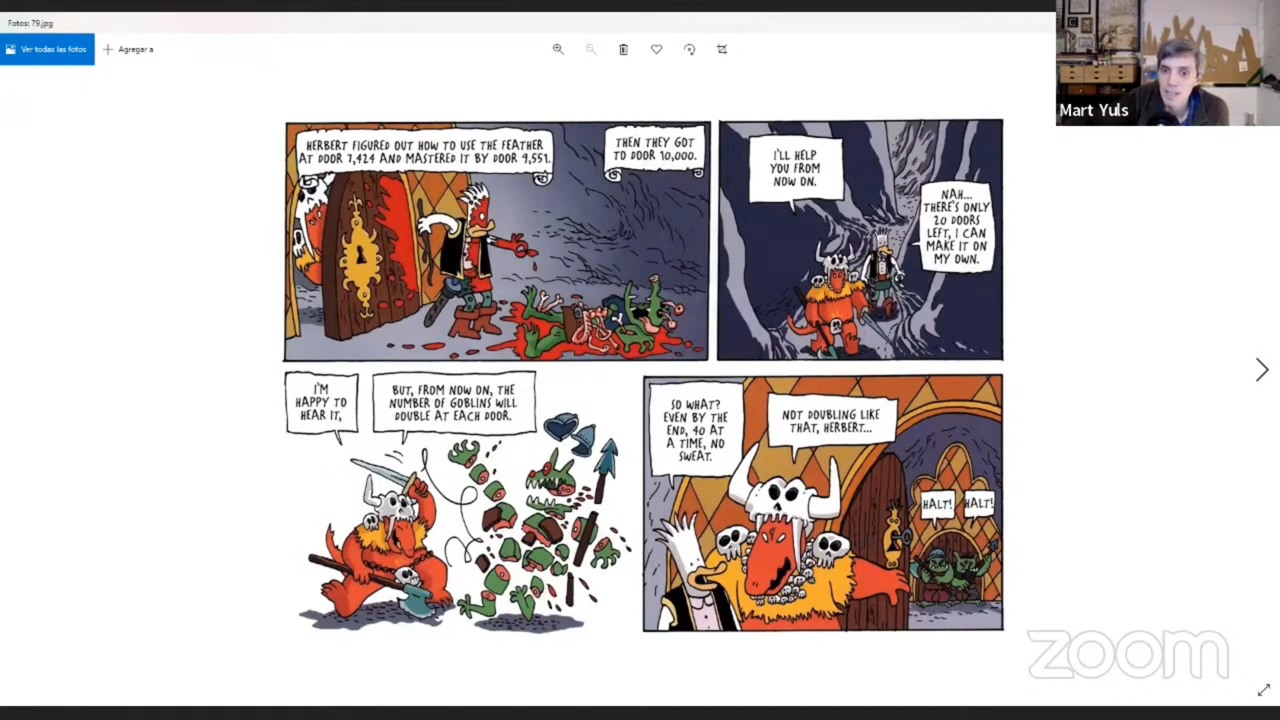 Fotos: 79.jpg
Ver todas las fotos
Agregar a
Mart Yuls
HERBERT FIGURED OUT HOW TO USE THE FEATHER
AT DOOR 7,424 AND MASTERED IT BY DOOR 9,551.
THEN THEY GOT
TO DOOR 10,000.
I'LL HELP
YOU FROM
NOW ON.
NAH...
THERE'S ONLY
20 DOORS
LEFT, I CAN
MAKE IT ON
MY OWN.
I'M
HAPPY TO
HEAR IT,
BUT, FROM NOW ON, THE
NUMBER OF GOBLINS WILL
DOUBLE AT EACH DOOR.
SO WHAT?
EVEN BY THE
END, 40 AT
A TIME, NO
SWEAT.
NOT DOUBLING LIKE
THAT, HERBERT...
HALT!
HALT!
zoom